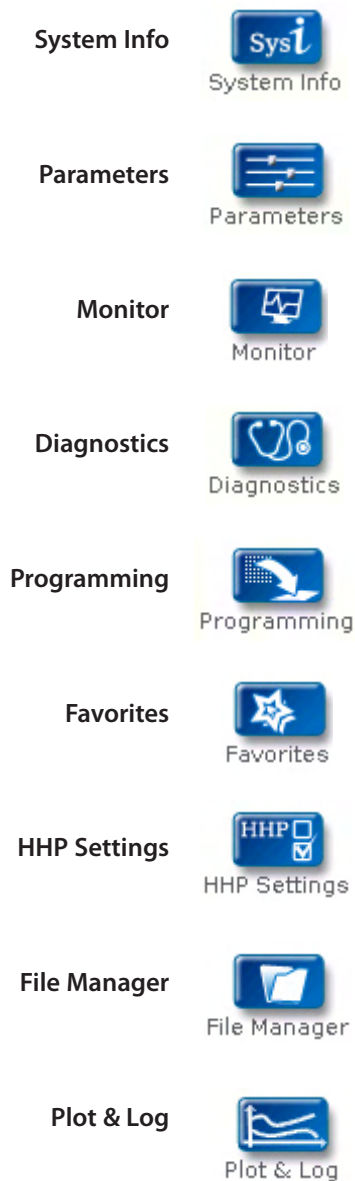 System Info
Sysi
System Info
Parameters
Parameters
Monitor
Monitor
Diagnostics
Diagnostics
Programming
Programming
Favorites
Favorites
HHP Settings
HHP
HHP Settings
File Manager
File Manager
Plot & Log
Plot & Log